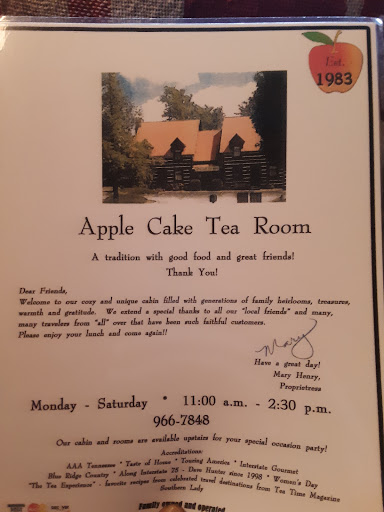 Est.
1983
Apple Cake Tea Room
A tradition with good food and great friends!
Thank You!
Dear Friends,
Welcome to our cozy and unique cabin filled with generations of family heirlooms, treasures,
warmth and gratitude. We extend a special thanks to all our "local friends" and many,
many travelers from "all" over that have been such faithful customers.
Please enjoy your lunch and come again!!
Mary
Have a great day!
Mary Henry,
Proprietress
Monday - Saturday * 11:00 a.m. - 2:30 p.m.
966-7848
Our cabin and rooms are available upstairs for your special occasion party!
Accreditations:
AAA Tennessee * Taste of Home * Touring America * Interstate Gourmet
Blue Ridge Country * Along Interstate 75 - Dave Hunter since 1998 * Women's Day
"The Tea Experience" - favorite recipes from celebrated travel destinations from Tea Time Magazine
Southern Lady
Family owned and operated